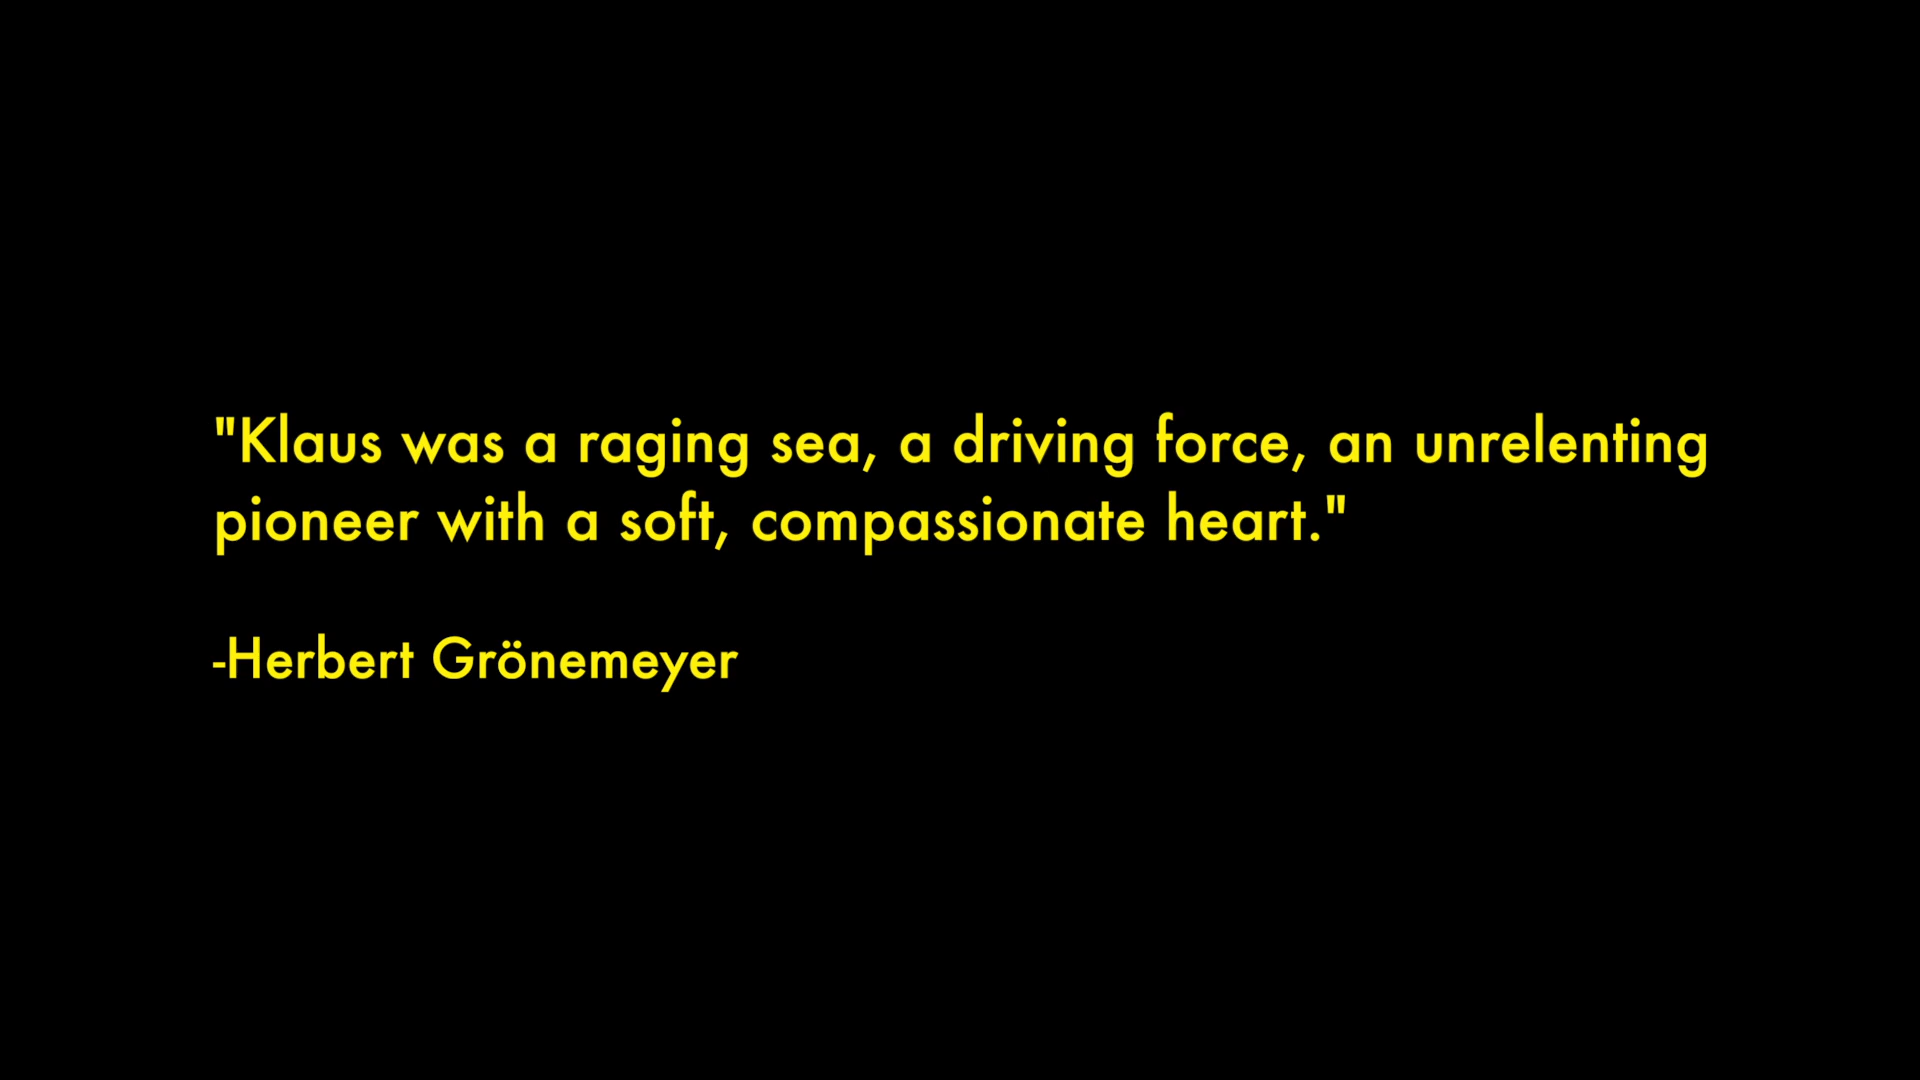 "Klaus was a raging sea, a driving force, an unrelenting
pioneer with a soft, compassionate heart."
-Herbert Grönemeyer